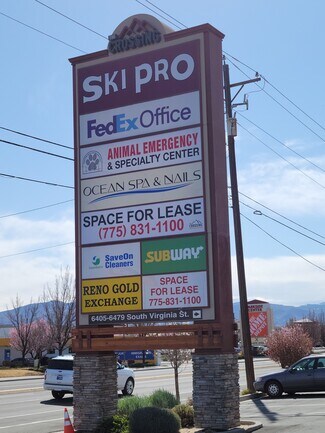 CROSSING
SKI PRO
FedEx Office
ANIMAL EMERGENCY
& SPECIALTY CENTER
OCEAN SPA & NAILS
SPACE FOR LEASE
(775) 831-1100
SaveOn
Cleaners
SUBWAY
RENO GOLD
EXCHANGE
SPACE FOR
LEASE
775-831-1100
6405-6479 South Virginia St.